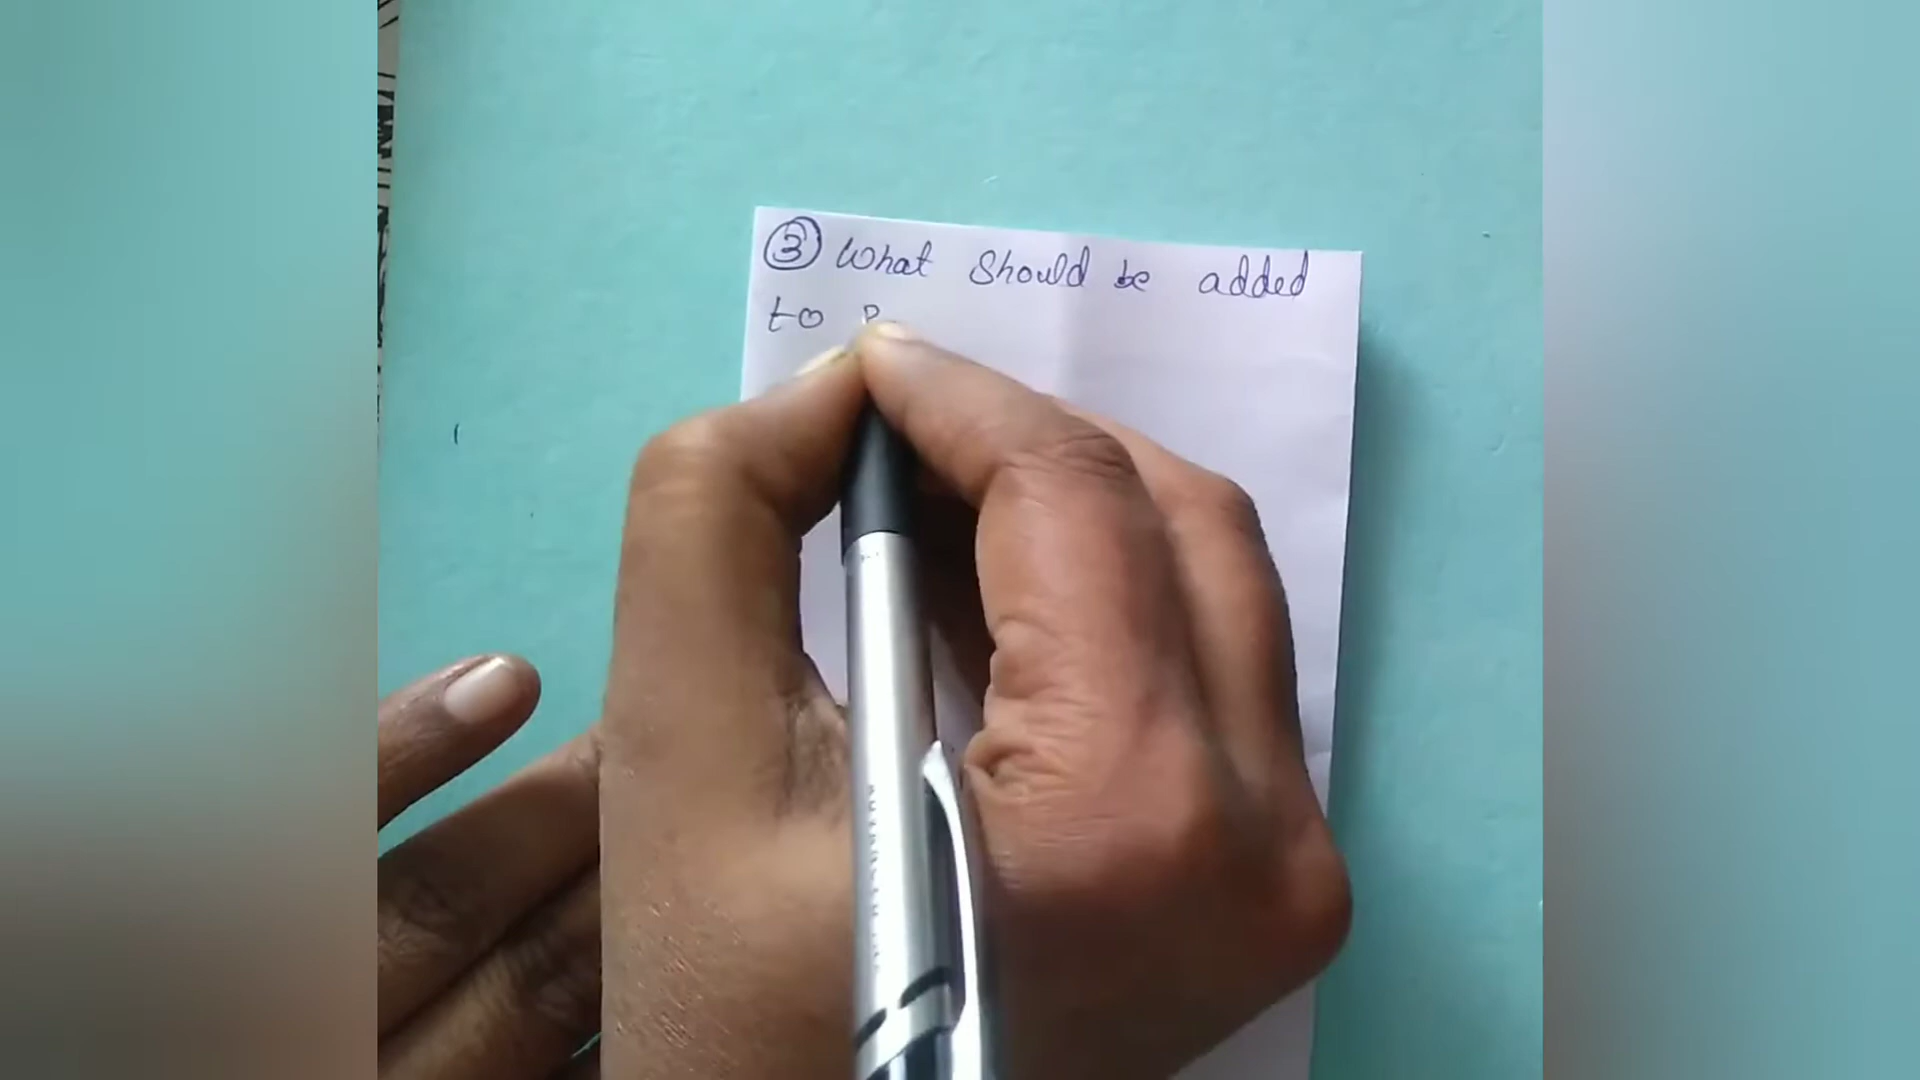 ③ What should be added
to P